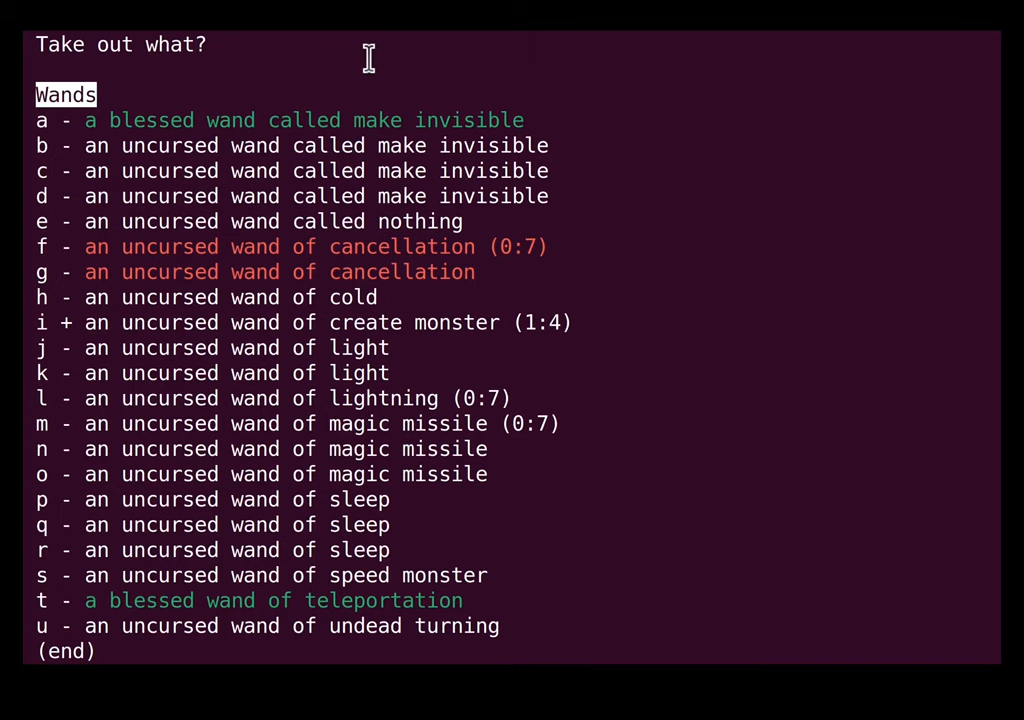 Take out what?
Wands
a - a blessed wand called make invisible
b - an uncursed wand called make invisible
c - an uncursed wand called make invisible
d - an uncursed wand called make invisible
e - an uncursed wand called nothing
f - an uncursed wand of cancellation (0:7)
g - an uncursed wand of cancellation
h - an uncursed wand of cold
i + an uncursed wand of create monster (1:4)
j - an uncursed wand of light
k - an uncursed wand of light
l - an uncursed wand of lightning (0:7)
m - an uncursed wand of magic missile (0:7)
n - an uncursed wand of magic missile
o - an uncursed wand of magic missile
p - an uncursed wand of sleep
q - an uncursed wand of sleep
r - an uncursed wand of sleep
s - an uncursed wand of speed monster
t - a blessed wand of teleportation
u - an uncursed wand of undead turning
(end)